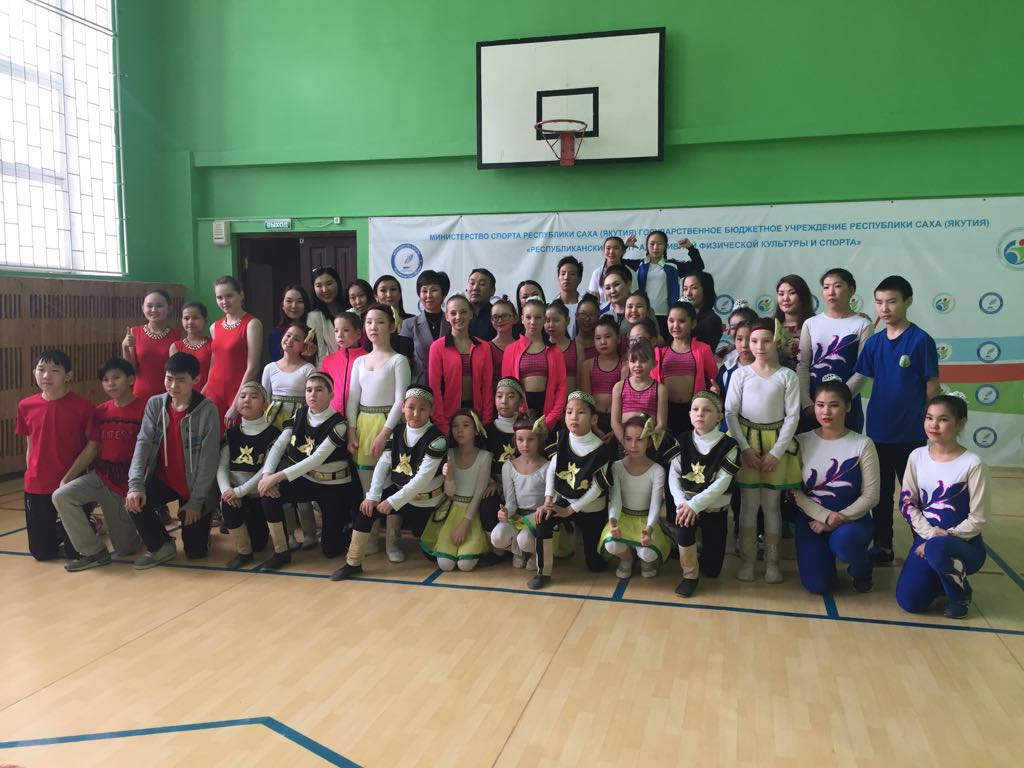 ВЫХОД
МИНИСТЕРСТВО СПОРТА РЕСПУБЛИКИ САХА (ЯКУТИЯ) ГОСУДАРСТВЕННОЕ БЮДЖЕТНОЕ УЧРЕЖДЕНИЕ РЕСПУБЛИКИ САХА (ЯКУТИЯ)
«РЕСПУБЛИКАНСКИЙ ФИЗИЧЕСКОЙ КУЛЬТУРЫ И СПОРТА»